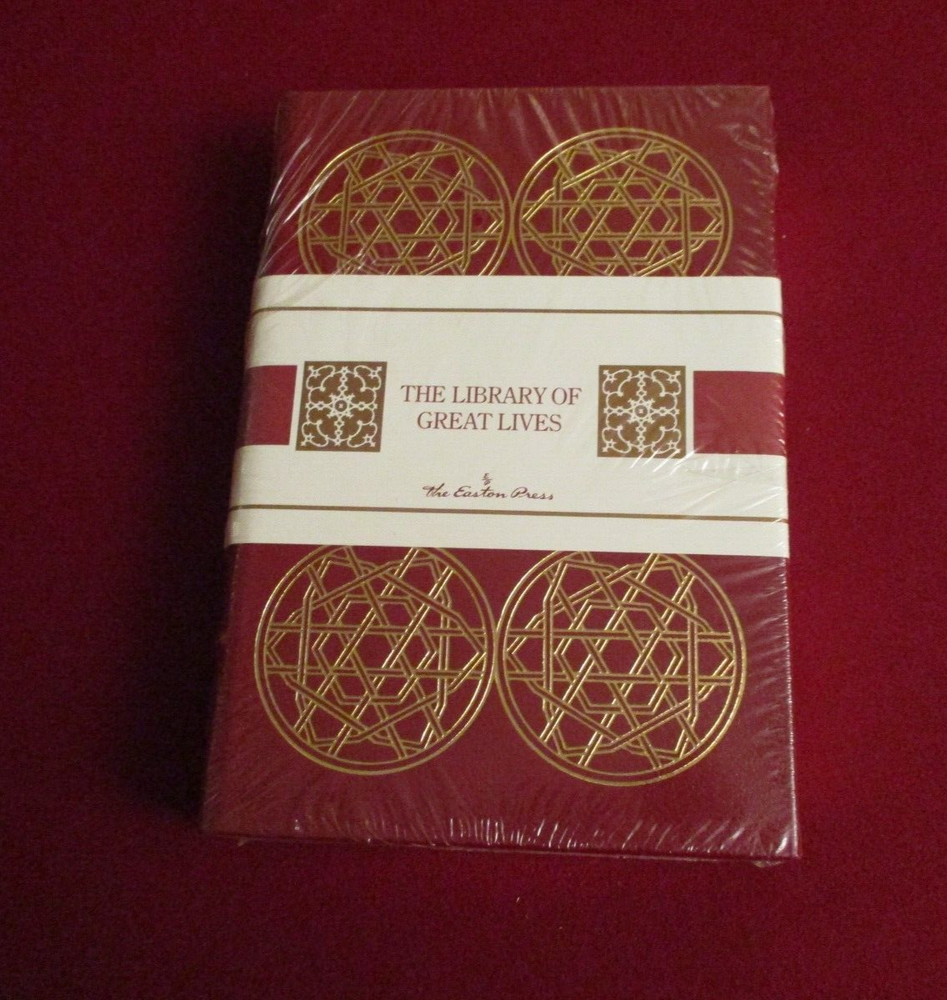 THE LIBRARY OF
GREAT LIVES
The Easton Press